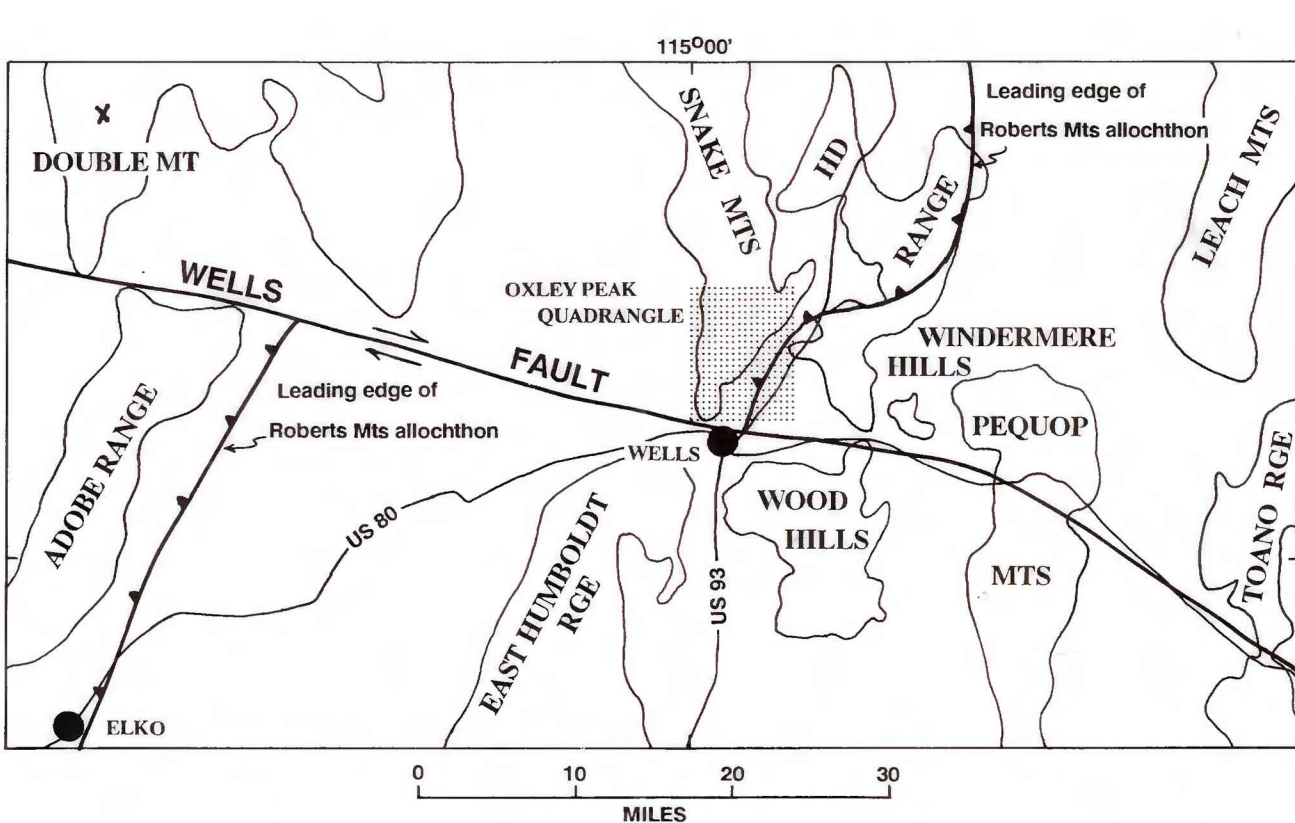 115º00'
Leading edge of
Roberts Mts allochthon
SNAKE MTS
HD
RANGE
LEACH MTS
X
DOUBLE MT
WELLS
FAULT
OXLEY PEAK
QUADRANGLE
WINDERMERE
HILLS
Leading edge of
Roberts Mts allochthon
PEQUOP
MTS
ADOBE RANGE
WELLS
WOOD
HILLS
US 80
TOANO RGE
EAST HUMBOLDT
RGE
US 93
ELKO
0 10 20 30
MILES